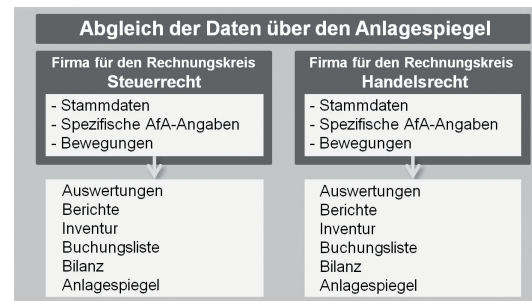 Abgleich der Daten über den Anlagespiegel
Firma für den Rechnungskreis
Steuerrecht
- Stammdaten
- Spezifische AfA-Angaben
- Bewegungen
Auswertungen
Berichte
Inventur
Buchungsliste
Bilanz
Anlagespiegel
Firma für den Rechnungskreis
Handelsrecht
- Stammdaten
- Spezifische AfA-Angaben
- Bewegungen
Auswertungen
Berichte
Inventur
Buchungsliste
Bilanz
Anlagespiegel